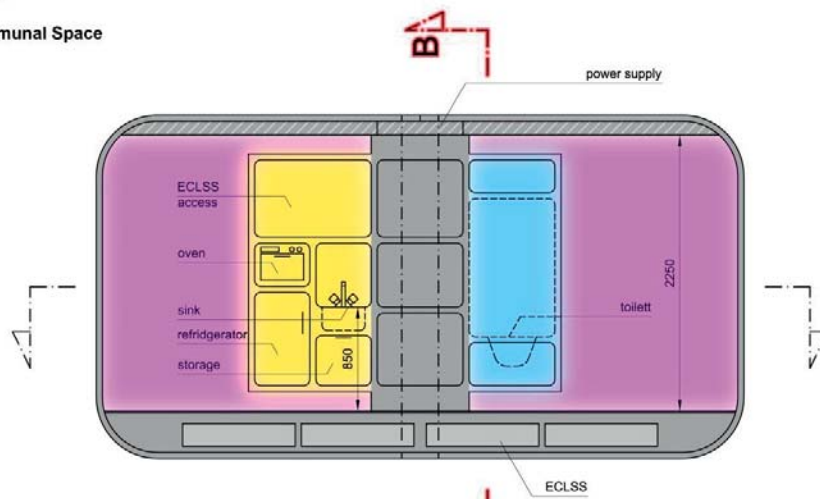 munal Space
B
power supply
ECLSS
access
oven
sink
refridgerator
storage
850
2250
toilett
ECLSS